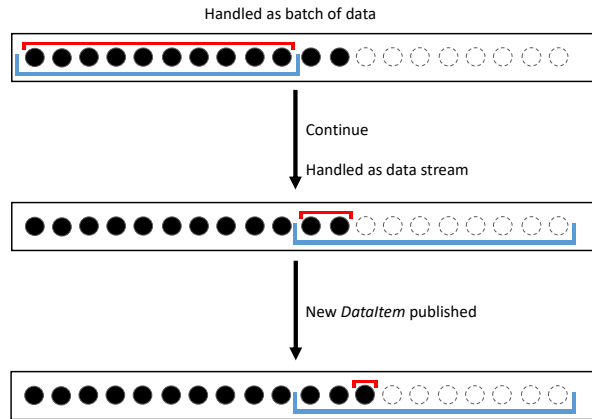 Handled as batch of data
Continue
Handled as data stream
New DataItem published